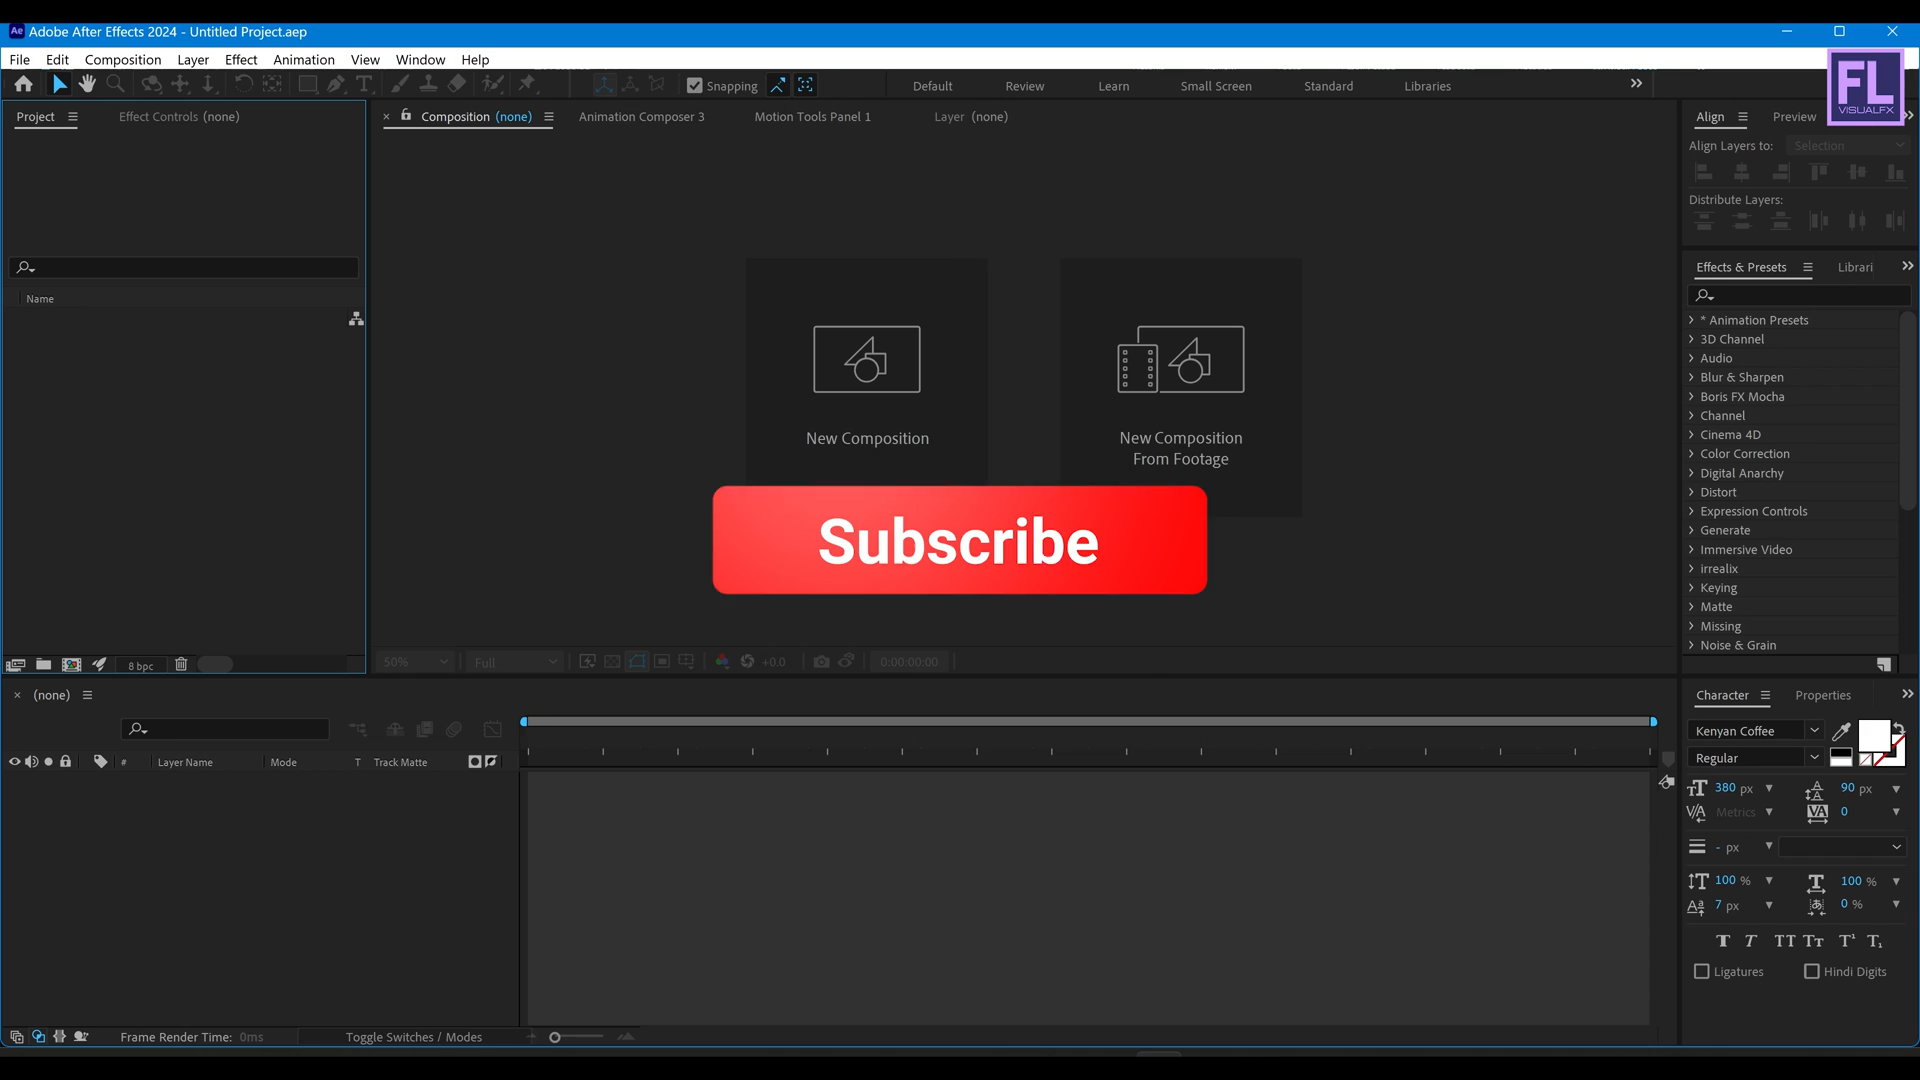 Ae Adobe After Effects 2024 - Untitled Project.aep
File Edit Composition Layer Effect Animation View Window Help
Snapping Default Review Learn Small Screen Standard Libraries
FL
VISUALFX
Project Effect Controls (none)
Composition (none) Animation Composer 3 Motion Tools Panel 1 Layer (none)
Align Preview
Align Layers to: Selection
Distribute Layers:
Name
New Composition
New Composition
From Footage
Subscribe
Effects & Presets Librari
* Animation Presets
3D Channel
Audio
Blur & Sharpen
Boris FX Mocha
Channel
Cinema 4D
Color Correction
Digital Anarchy
Distort
Expression Controls
Generate
Immersive Video
irrealix
Keying
Matte
Missing
Noise & Grain
8 bpc
50% Full +0.0 0:00:00:00
(none)
# Layer Name Mode T Track Matte
Character Properties
Kenyan Coffee
Regular
380 px 90 px
Metrics 0
- px
100 % 100 %
7 px 0 %
Ligatures Hindi Digits
Frame Render Time: 0ms Toggle Switches / Modes